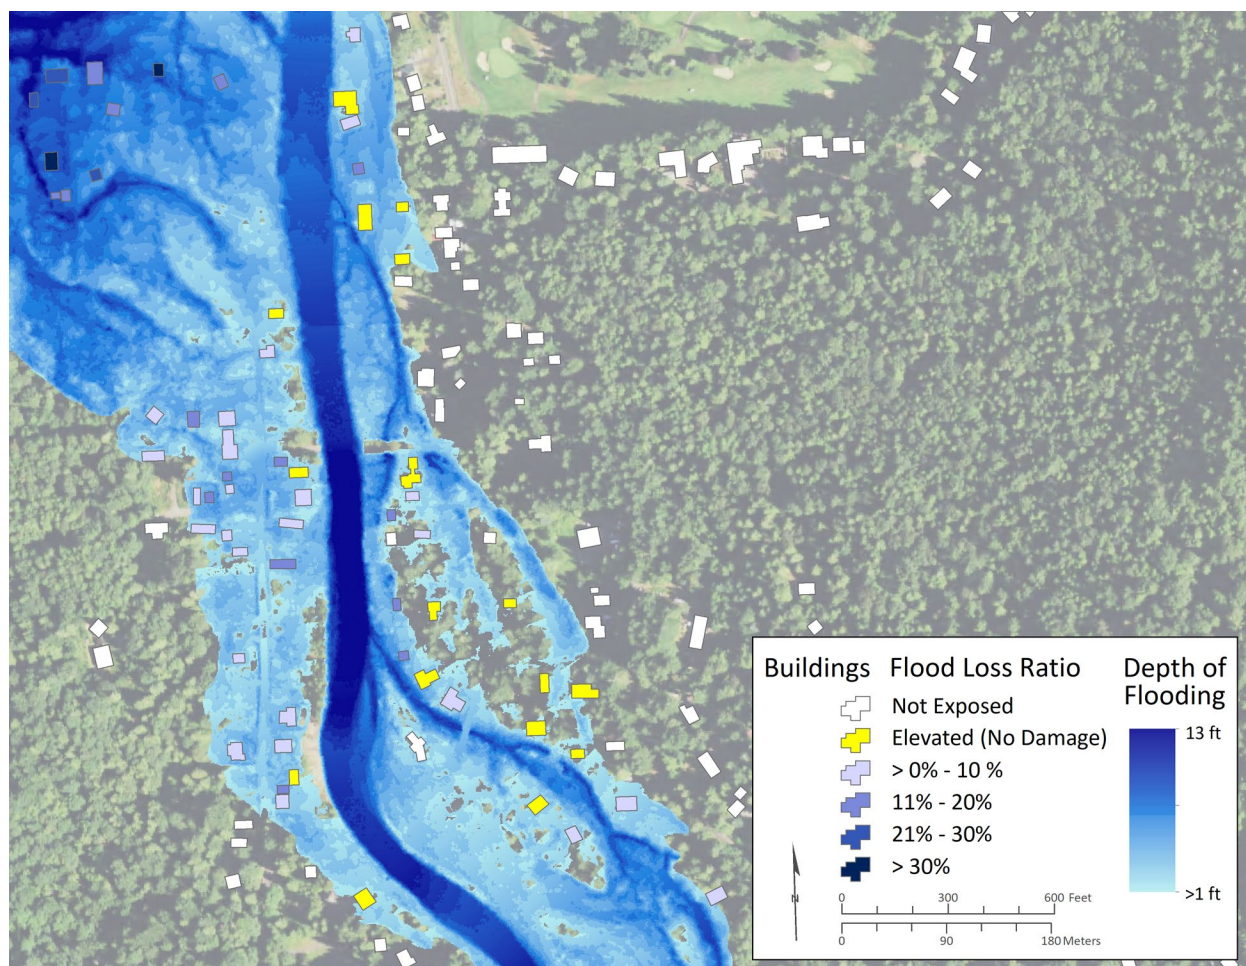 Buildings Flood Loss Ratio
Depth of
Flooding
Not Exposed
Elevated (No Damage)
> 0% - 10 %
11% - 20%
21% - 30%
> 30%
13 ft
>1 ft
N
0 300 600 Feet
0 90 180 Meters